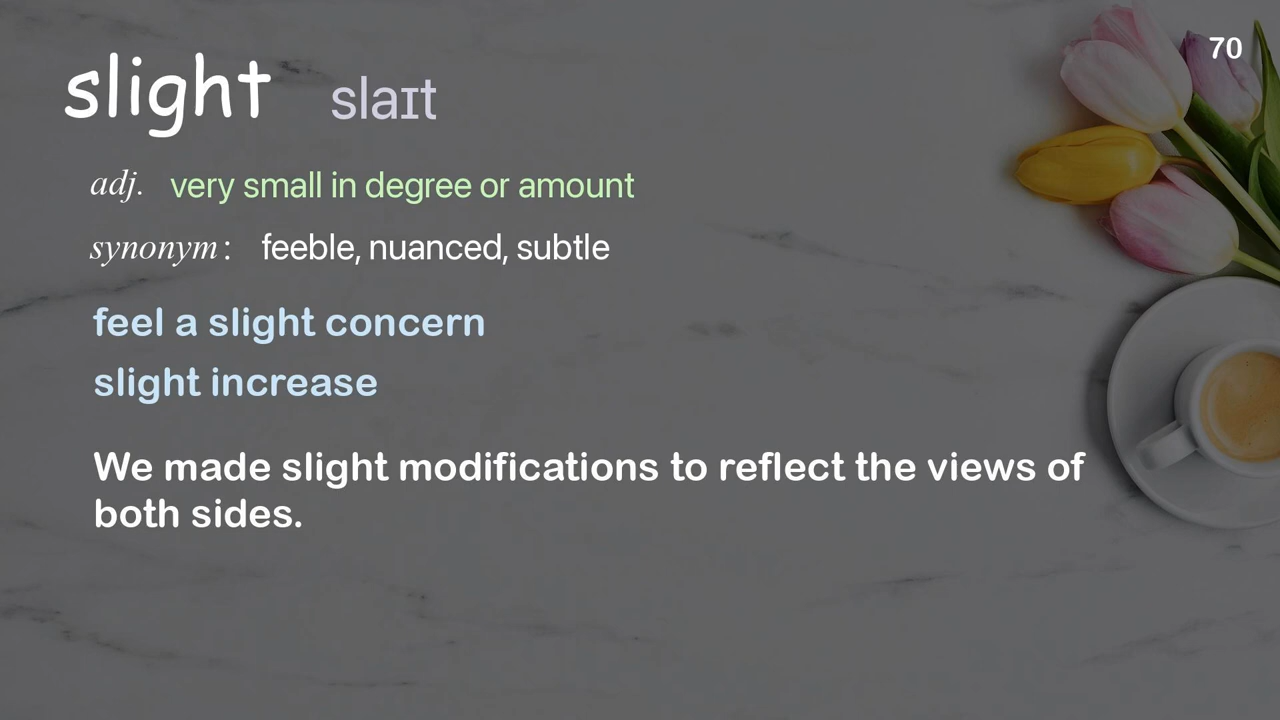 70
slight slaɪt
adj. very small in degree or amount
synonym: feeble, nuanced, subtle
feel a slight concern
slight increase
We made slight modifications to reflect the views of
both sides.